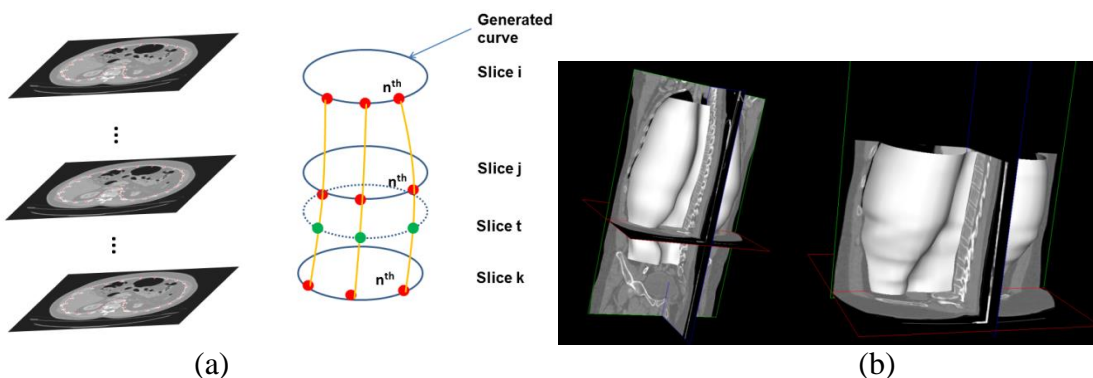 Generated
curve
Slice i
nth
Slice j
nth
Slice t
nth
Slice k
(a)
(b)